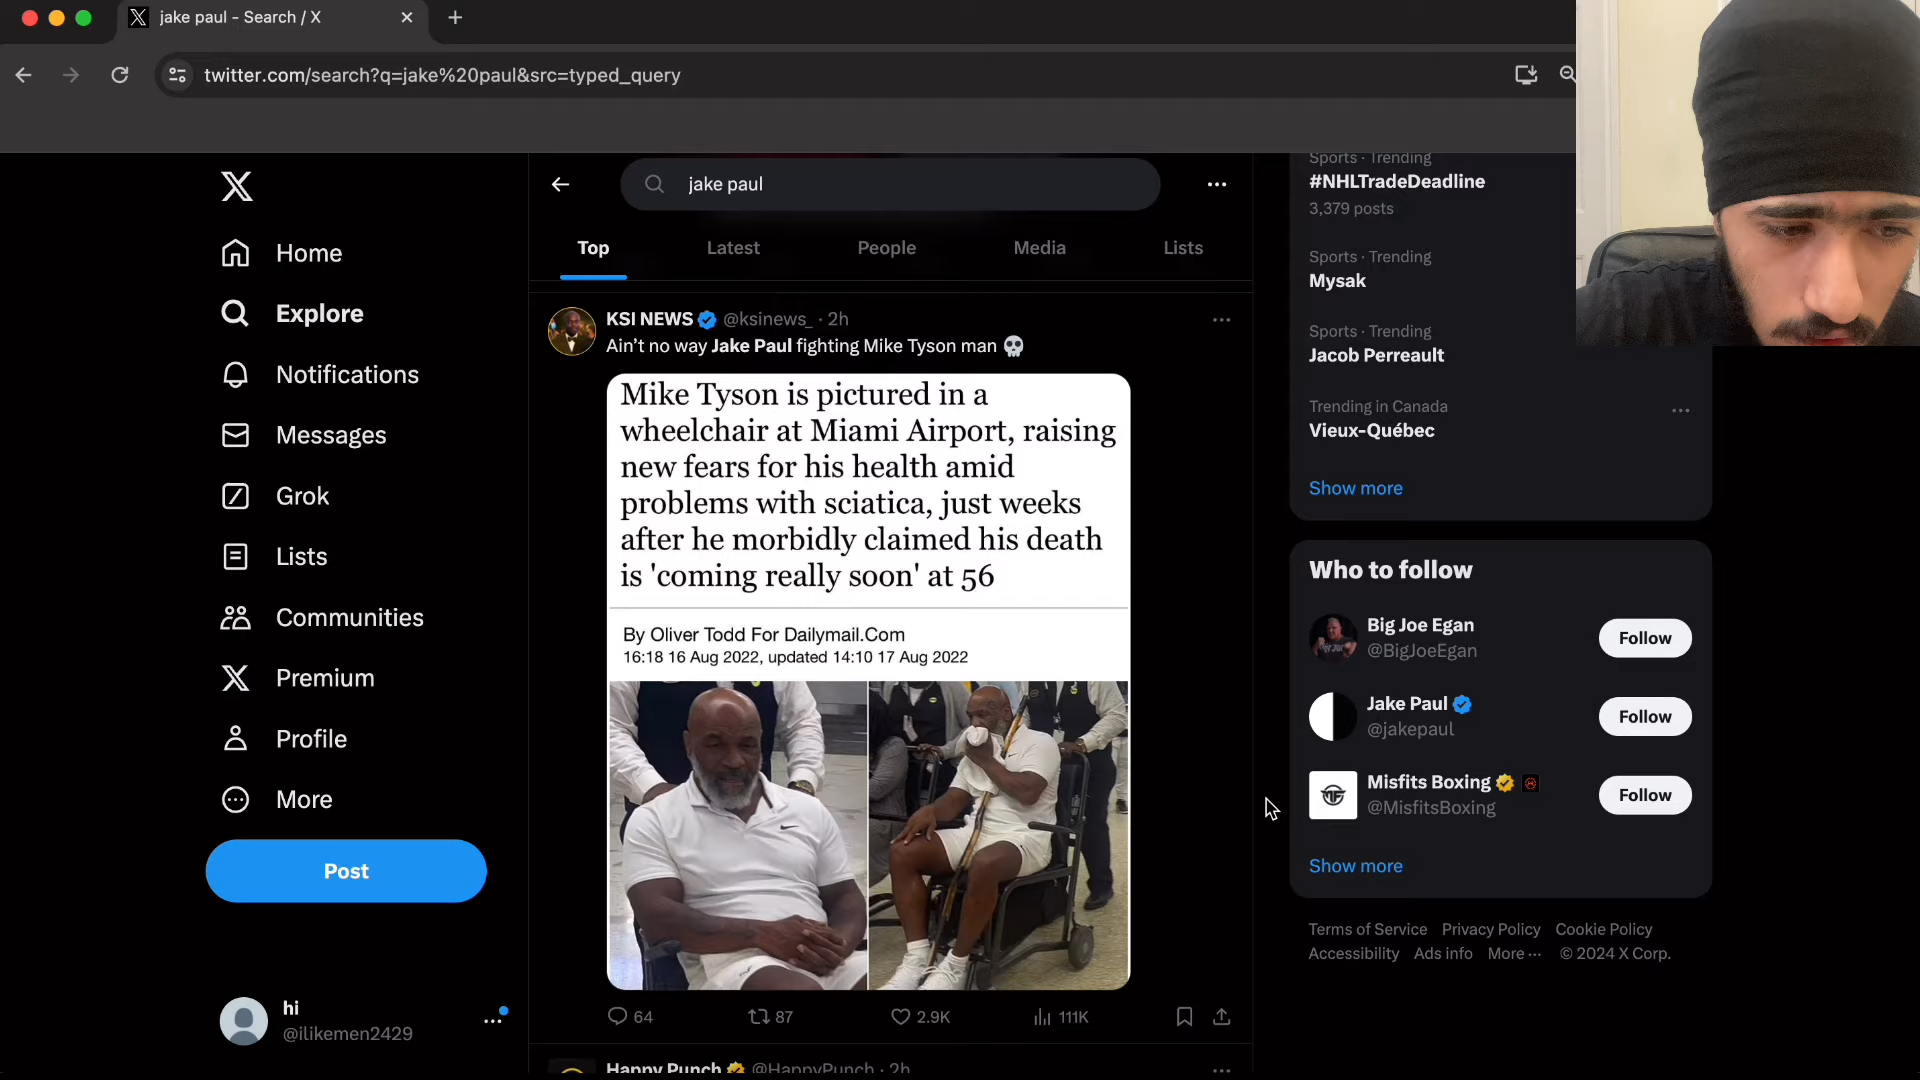 jake paul - Search / X
twitter.com/search?q=jake%20paul&src=typed_query
jake paul
Top
Latest
People
Media
Lists
Home
Explore
Notifications
Messages
Grok
Lists
Communities
Premium
Profile
More
Post
hi
@ilikemen2429
KSI NEWS @ksinews_ · 2h
Ain't no way Jake Paul fighting Mike Tyson man 💀
Mike Tyson is pictured in a
wheelchair at Miami Airport, raising
new fears for his health amid
problems with sciatica, just weeks
after he morbidly claimed his death
is 'coming really soon' at 56
By Oliver Todd For Dailymail.Com
16:18 16 Aug 2022, updated 14:10 17 Aug 2022
64
87
2.9K
111K
Happy Punch @HappyPunch · 2h
Sports · Trending
#NHLTradeDeadline
3,379 posts
Sports · Trending
Mysak
Sports · Trending
Jacob Perreault
Trending in Canada
Vieux-Québec
Show more
Who to follow
Big Joe Egan
@BigJoeEgan
Follow
Jake Paul
@jakepaul
Follow
Misfits Boxing
@MisfitsBoxing
Follow
Show more
Terms of Service Privacy Policy Cookie Policy
Accessibility Ads info More ··· © 2024 X Corp.